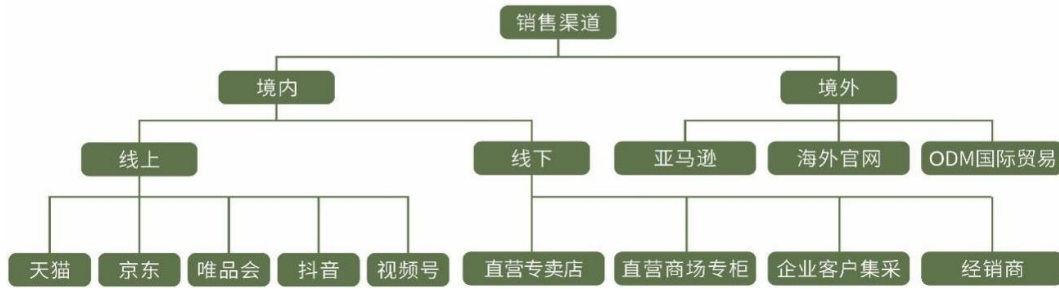 销售渠道
境内
境外
线上
线下
亚马逊
海外官网
ODM国际贸易
天猫
京东
唯品会
抖音
视频号
直营专卖店
直营商场专柜
企业客户集采
经销商